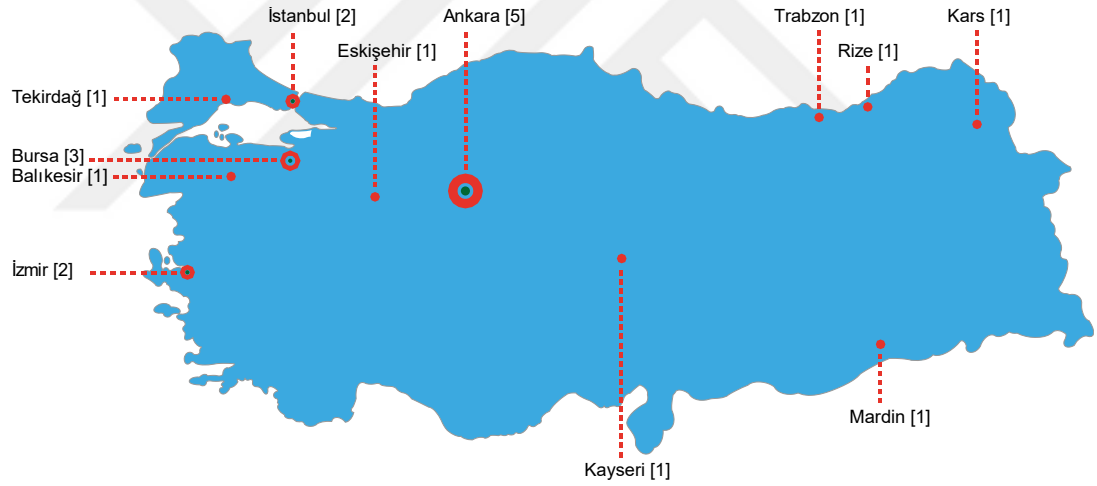 İstanbul [2]
Ankara [5]
Trabzon [1]
Kars [1]
Eskişehir [1]
Rize [1]
Tekirdağ [1]
Bursa [3]
Balıkesir [1]
İzmir [2]
Mardin [1]
Kayseri [1]